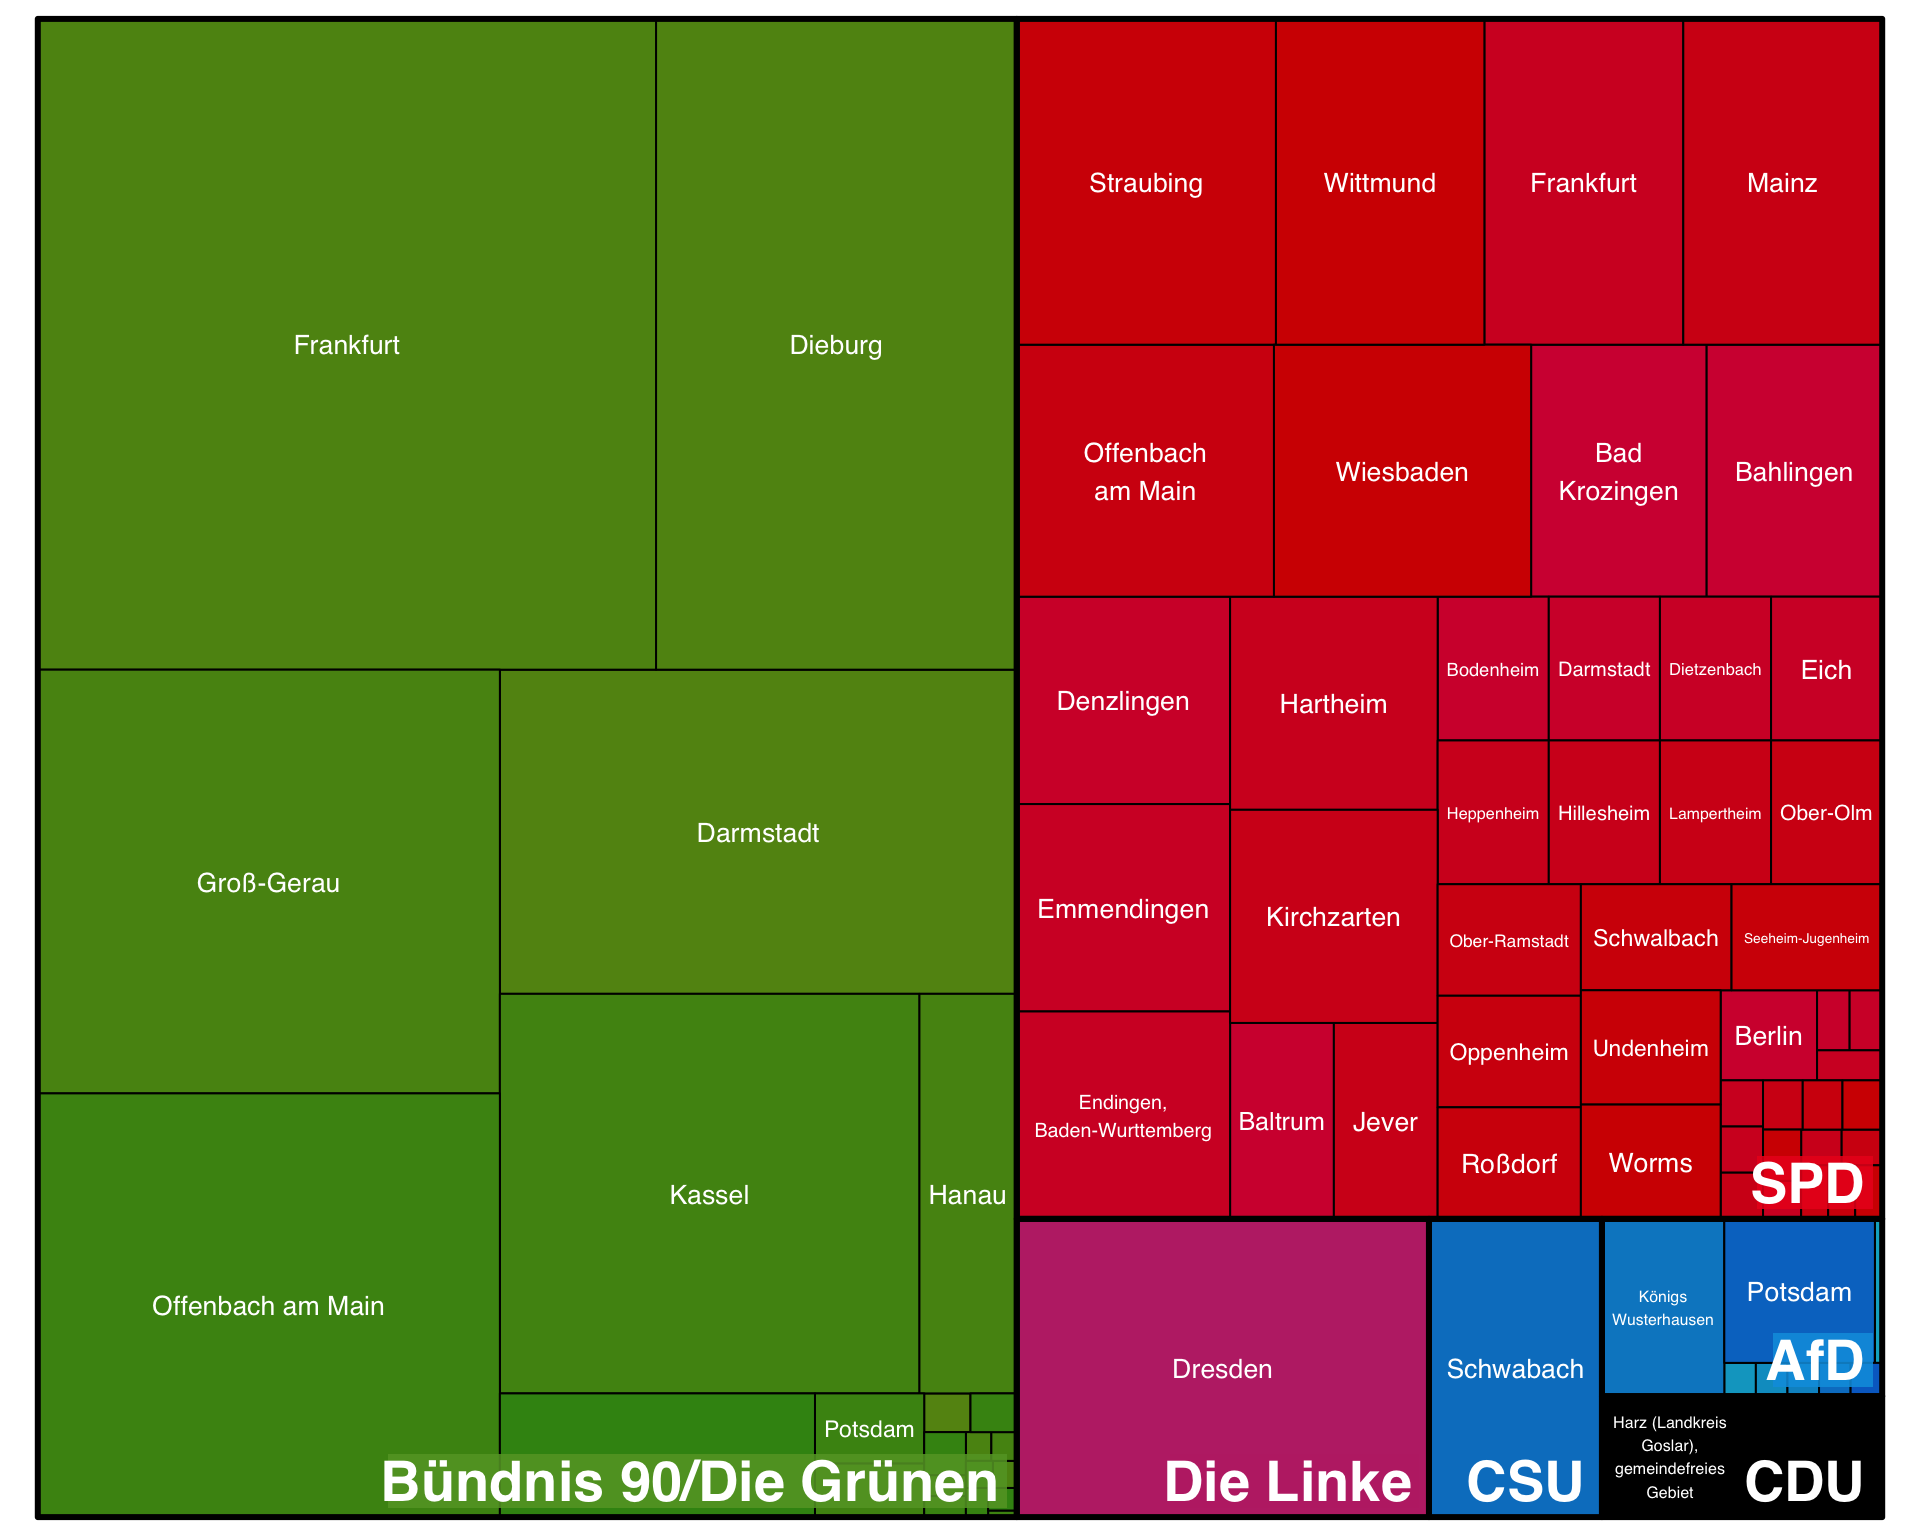 Frankfurt
Dieburg
Groß-Gerau
Darmstadt
Offenbach am Main
Kassel
Hanau
Potsdam
Bündnis 90/Die Grünen
Straubing
Wittmund
Frankfurt
Mainz
Offenbach
am Main
Wiesbaden
Bad
Krozingen
Bahlingen
Denzlingen
Hartheim
Bodenheim
Darmstadt
Dietzenbach
Eich
Heppenheim
Hillesheim
Lampertheim
Ober-Olm
Emmendingen
Kirchzarten
Ober-Ramstadt
Schwalbach
Seeheim-Jugenheim
Oppenheim
Undenheim
Berlin
Endingen,
Baden-Wurttemberg
Baltrum
Jever
Roßdorf
Worms
SPD
Dresden
Die Linke
Schwabach
CSU
Königs
Wusterhausen
Potsdam
AfD
Harz (Landkreis
Goslar),
gemeindefreies
Gebiet
CDU